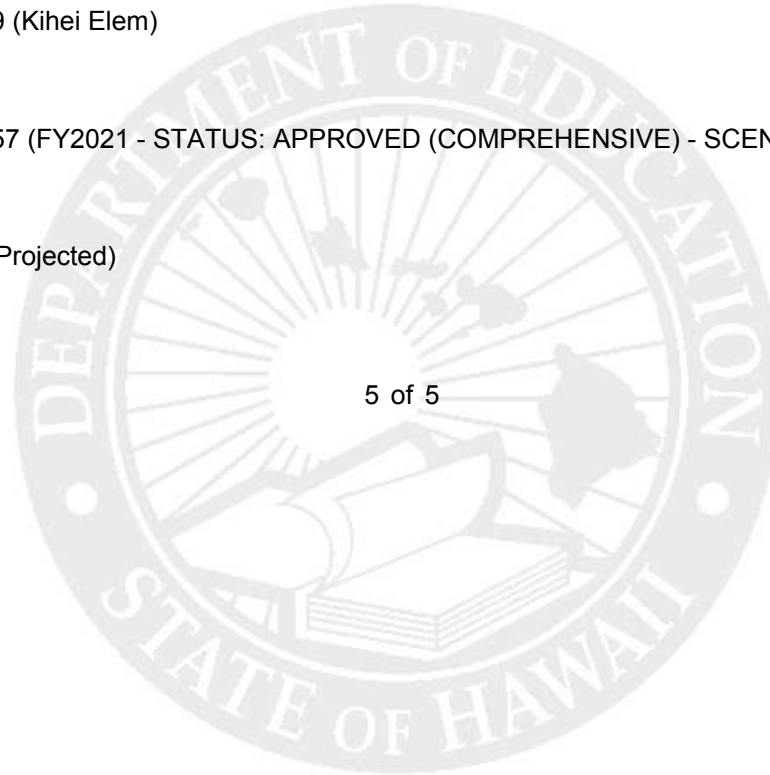 9 (Kihei Elem)
57 (FY2021 - STATUS: APPROVED (COMPREHENSIVE) - SCEN
Projected)
5 of 5
DEPARTMENT OF EDUCATION
STATE OF HAWAII